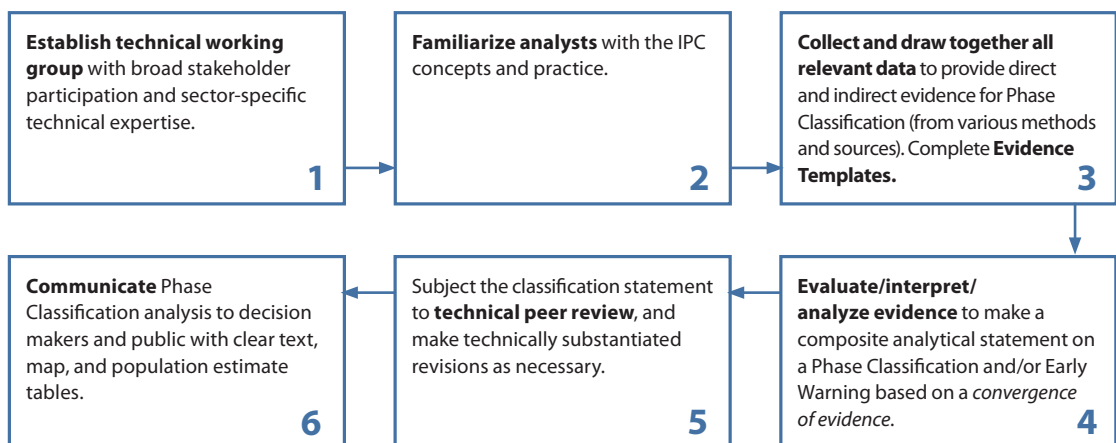 Establish technical working
group with broad stakeholder
participation and sector-specific
technical expertise.
1
Familiarize analysts with the IPC
concepts and practice.
2
Collect and draw together all
relevant data to provide direct
and indirect evidence for Phase
Classification (from various methods
and sources). Complete Evidence
Templates.
3
Evaluate/interpret/
analyze evidence to make a
composite analytical statement on
a Phase Classification and/or Early
Warning based on a convergence
of evidence.
4
Subject the classification statement
to technical peer review, and
make technically substantiated
revisions as necessary.
5
Communicate Phase
Classification analysis to decision
makers and public with clear text,
map, and population estimate
tables.
6